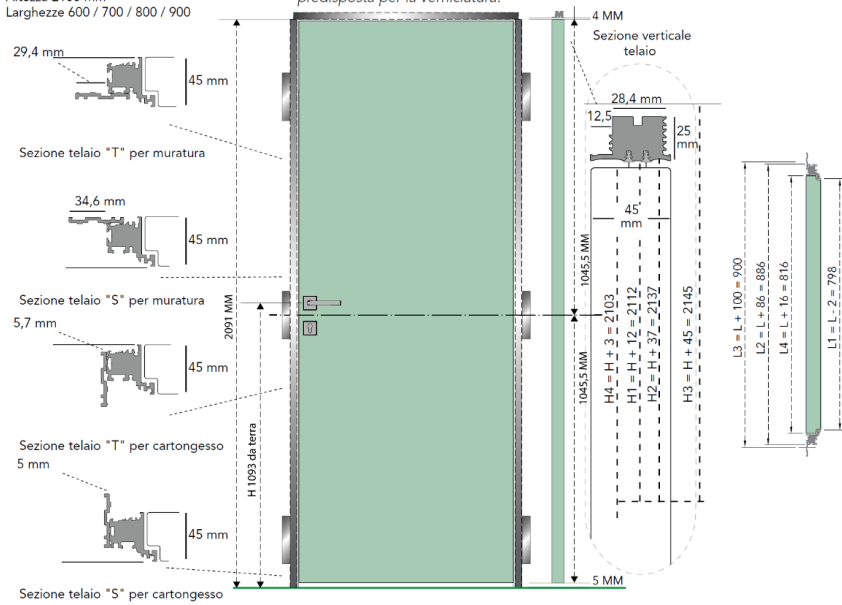 Larghezze 600 / 700 / 800 / 900
predisposta per la verniciatura.
4 MM
Sezione verticale
telaio
29,4 mm
45 mm
Sezione telaio "T" per muratura
28,4 mm
12,5
25
mm
34,6 mm
45 mm
Sezione telaio "S" per muratura
45
mm
2091 MM
1045,5 MM
1045,5 MM
H4 = H + 3 = 2103
H1 = H + 12 = 2112
H2 = H + 37 = 2137
H3 = H + 45 = 2145
L3 = L + 100 = 900
L2 = L + 86 = 886
L4 = L + 16 = 816
L1 = L - 2 = 798
5,7 mm
45 mm
Sezione telaio "T" per cartongesso
H 1093 da terra
5 mm
45 mm
Sezione telaio "S" per cartongesso
5 MM